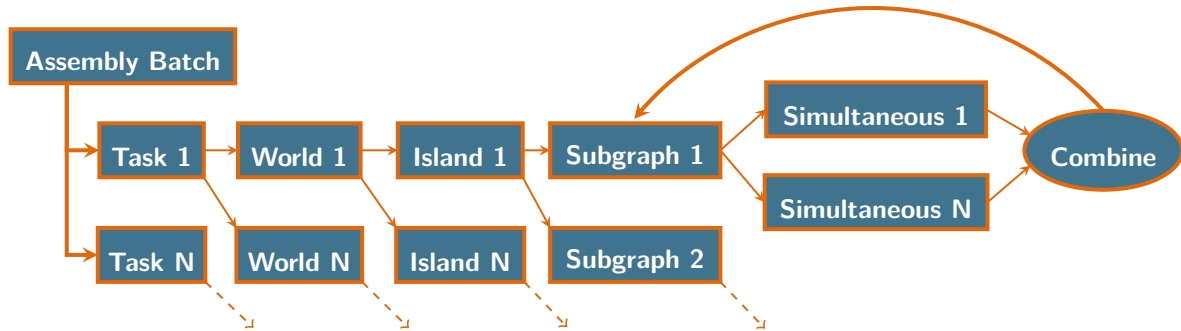 Assembly Batch
Task 1
World 1
Island 1
Subgraph 1
Simultaneous 1
Simultaneous N
Combine
Task N
World N
Island N
Subgraph 2